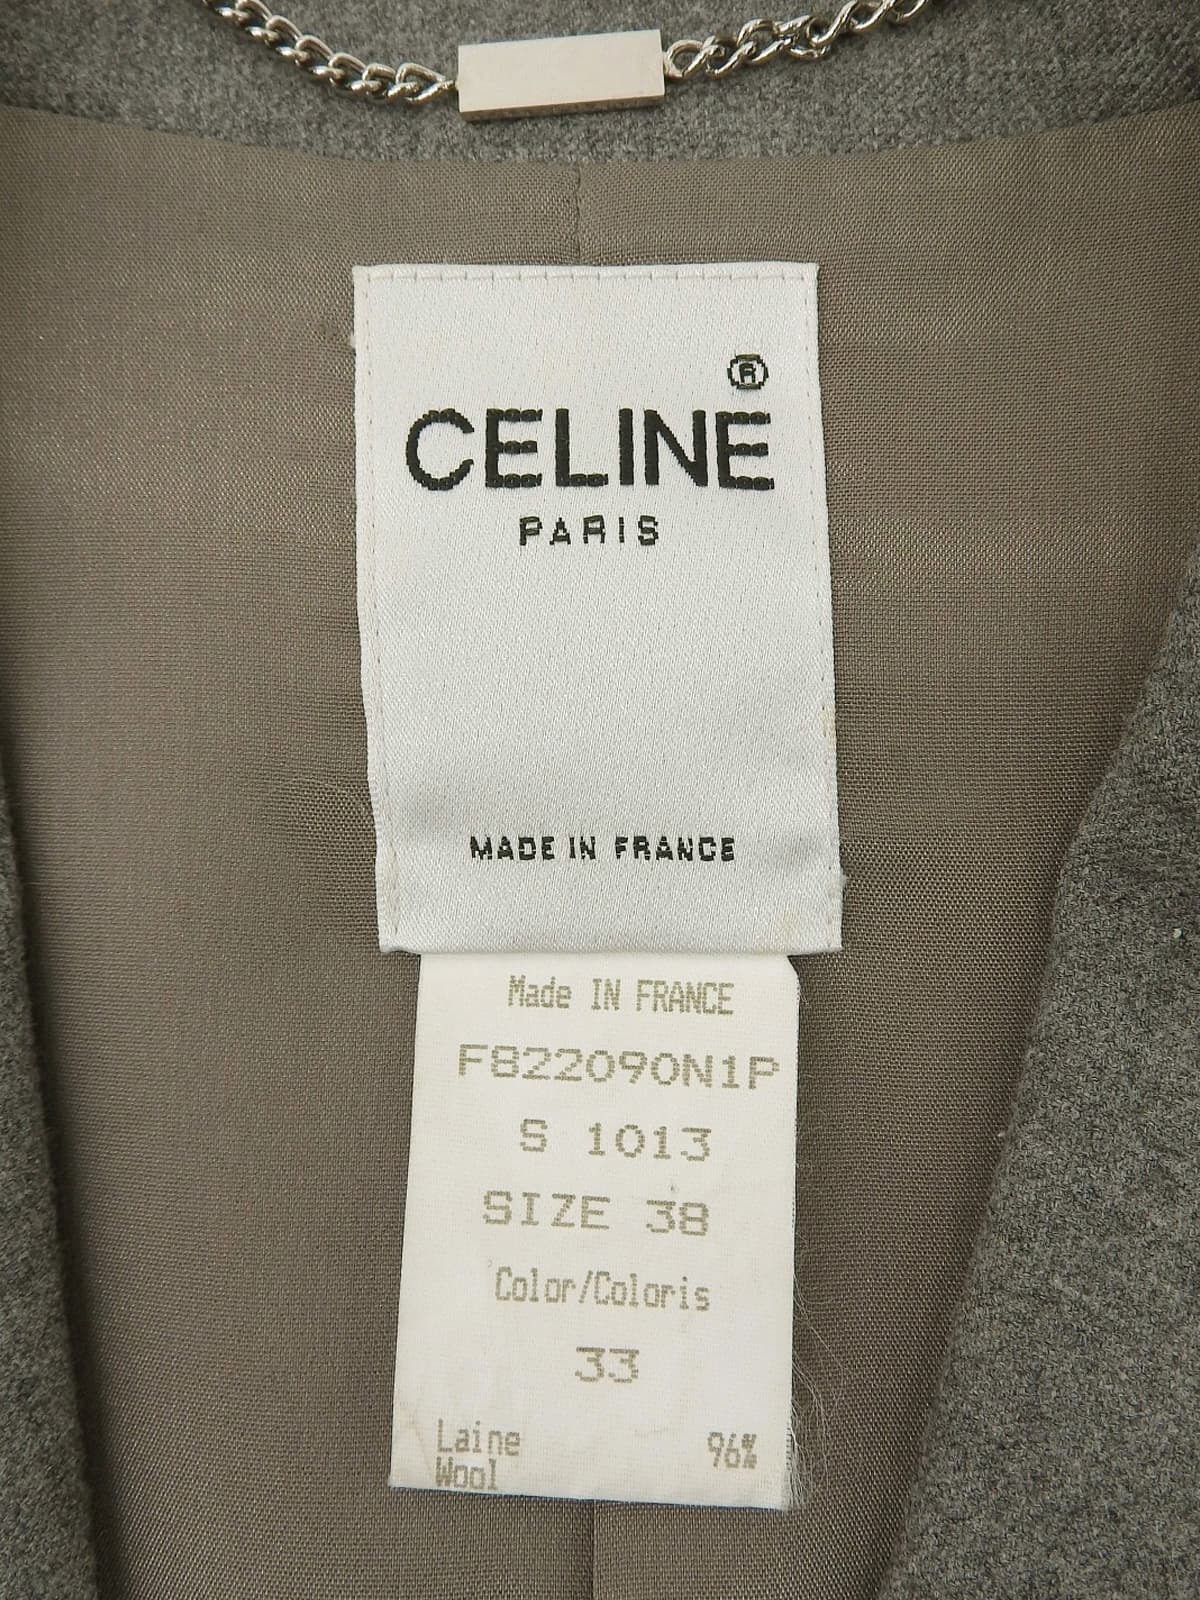 ®
CELINE
PARIS
MADE IN FRANCE
Made IN FRANCE
F822090N1P
S 1013
SIZE 38
Color/Coloris
33
Laine 96%
Wool